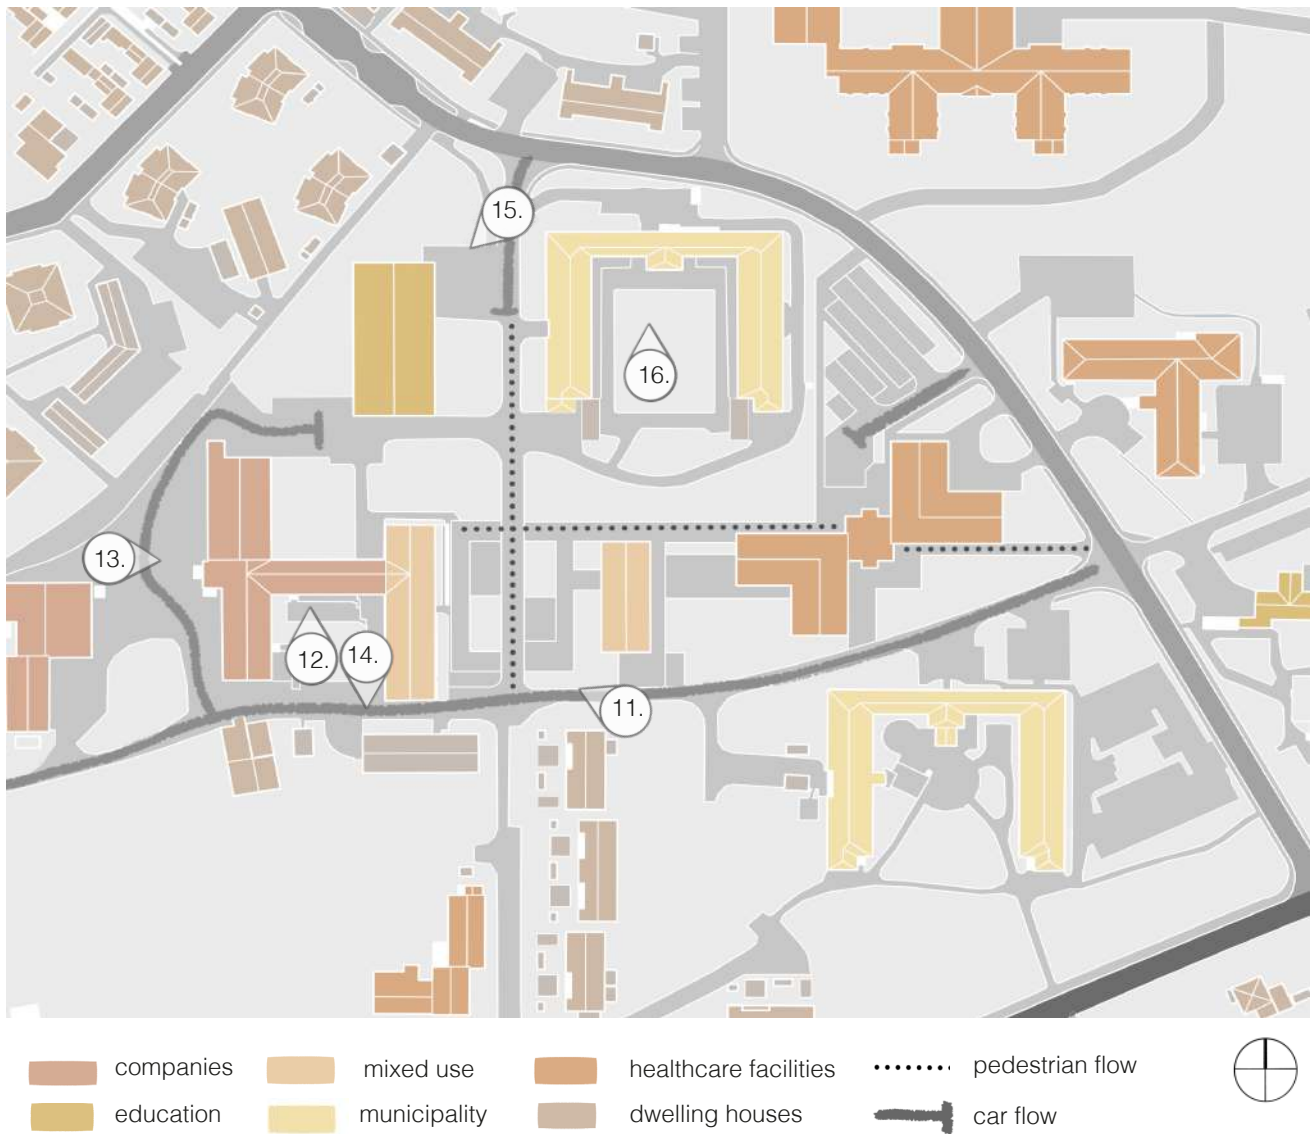 15.
16.
13.
12.
14.
11.
companies
mixed use
healthcare facilities
pedestrian flow
education
municipality
dwelling houses
car flow